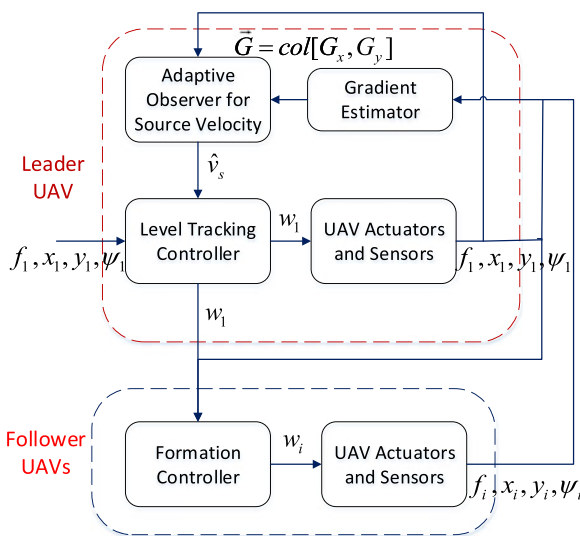 G⃗ = col[Gₓ, G_y]
Adaptive
Observer for
Source Velocity
Gradient
Estimator
Leader
UAV
v̂ₛ
Level Tracking
Controller
w₁
UAV Actuators
and Sensors
f₁, x₁, y₁, ψ₁
f₁, x₁, y₁, ψ₁
w₁
Follower
UAVs
Formation
Controller
wᵢ
UAV Actuators
and Sensors
fᵢ, xᵢ, yᵢ, ψᵢ